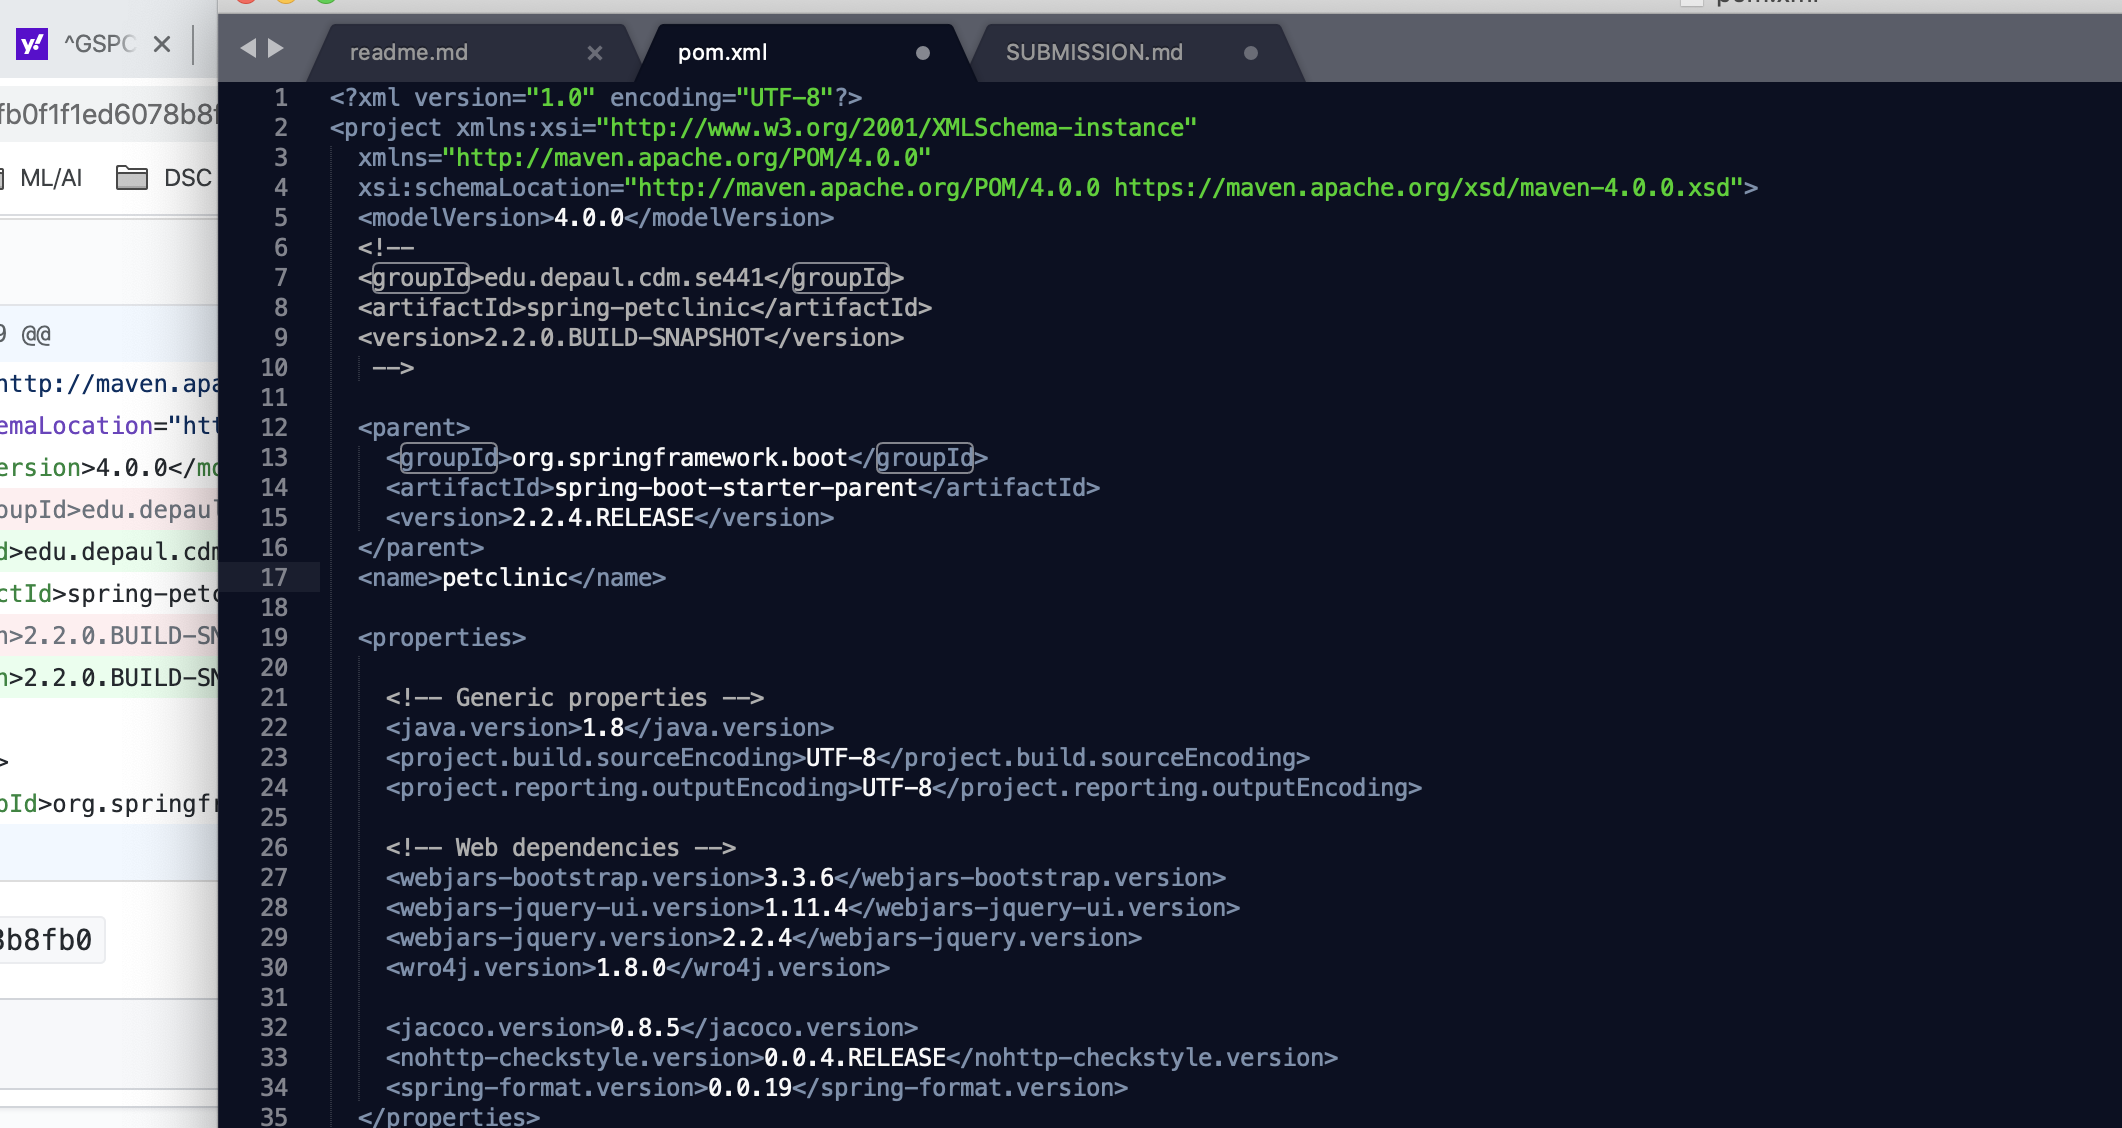 ^GSPC
fb0f1f1ed6078b8f
ML/AI DSC
9 @@
http://maven.apa
emaLocation="htt
ersion>4.0.0</mo
oupId>edu.depaul
d>edu.depaul.cdm
ctId>spring-petc
n>2.2.0.BUILD-SN
n>2.2.0.BUILD-SN
>
pId>org.springfr
3b8fb0
pom.xml
readme.md pom.xml SUBMISSION.md
1 <?xml version="1.0" encoding="UTF-8"?>
2 <project xmlns:xsi="http://www.w3.org/2001/XMLSchema-instance"
3 xmlns="http://maven.apache.org/POM/4.0.0"
4 xsi:schemaLocation="http://maven.apache.org/POM/4.0.0 https://maven.apache.org/xsd/maven-4.0.0.xsd">
5 <modelVersion>4.0.0</modelVersion>
6 <!--
7 <groupId>edu.depaul.cdm.se441</groupId>
8 <artifactId>spring-petclinic</artifactId>
9 <version>2.2.0.BUILD-SNAPSHOT</version>
10 -->
11
12 <parent>
13 <groupId>org.springframework.boot</groupId>
14 <artifactId>spring-boot-starter-parent</artifactId>
15 <version>2.2.4.RELEASE</version>
16 </parent>
17 <name>petclinic</name>
18
19 <properties>
20
21 <!-- Generic properties -->
22 <java.version>1.8</java.version>
23 <project.build.sourceEncoding>UTF-8</project.build.sourceEncoding>
24 <project.reporting.outputEncoding>UTF-8</project.reporting.outputEncoding>
25
26 <!-- Web dependencies -->
27 <webjars-bootstrap.version>3.3.6</webjars-bootstrap.version>
28 <webjars-jquery-ui.version>1.11.4</webjars-jquery-ui.version>
29 <webjars-jquery.version>2.2.4</webjars-jquery.version>
30 <wro4j.version>1.8.0</wro4j.version>
31
32 <jacoco.version>0.8.5</jacoco.version>
33 <nohttp-checkstyle.version>0.0.4.RELEASE</nohttp-checkstyle.version>
34 <spring-format.version>0.0.19</spring-format.version>
35 </properties>